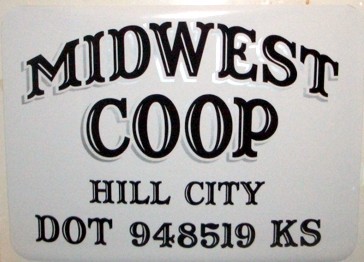 MIDWEST
COOP
HILL CITY
DOT 948519 KS